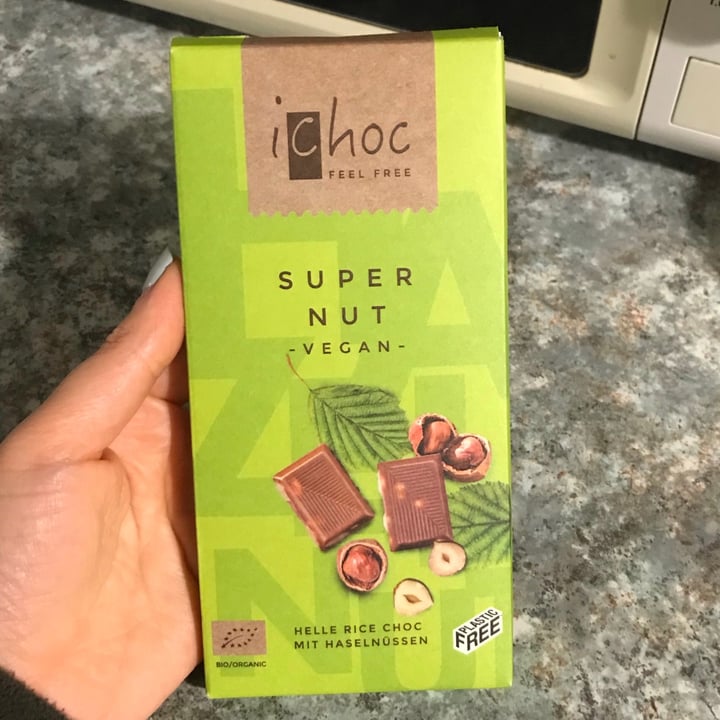 ichoc
FEEL FREE
SUPER
NUT
-VEGAN-
HELLE RICE CHOC
MIT HASELNÜSSEN
BIO/ORGANIC
PLASTIC
FREE